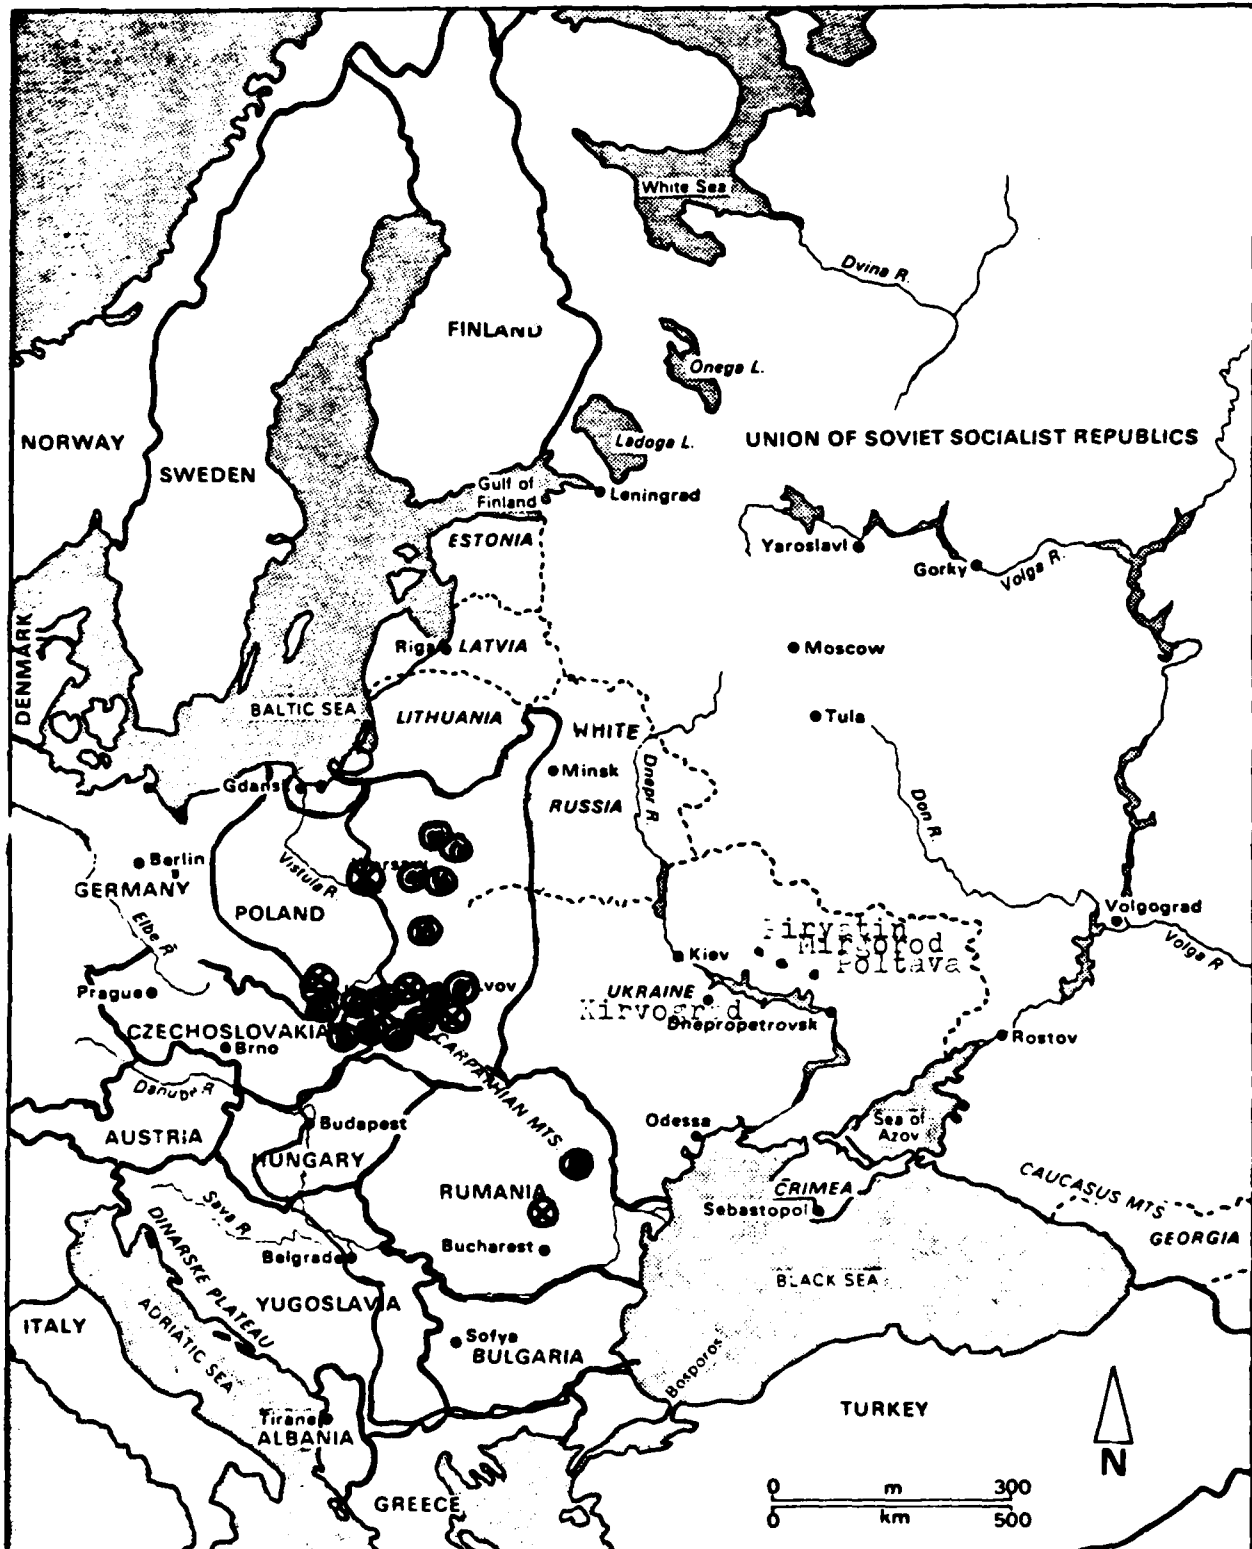 White Sea
Dvina R.
FINLAND
Onega L.
NORWAY
Ladoga L.
UNION OF SOVIET SOCIALIST REPUBLICS
SWEDEN
Gulf of
Finland
Leningrad
ESTONIA
Yaroslavl
Gorky
Volga R.
DENMARK
Riga
LATVIA
Moscow
BALTIC SEA
LITHUANIA
WHITE
RUSSIA
Tula
Minsk
Dnepr R.
Don R.
Gdansk
Berlin
GERMANY
Vistula R.
POLAND
Elbe R.
Volgograd
Volga R
Mirgorod
Poltava
Kiev
Prague
Lvov
UKRAINE
Kirvograd
Dnepropetrovsk
CZECHOSLOVAKIA
Brno
Rostov
CARPATHIAN MTS
Danube R
Budapest
Odessa
Sea of
Azov
AUSTRIA
HUNGARY
CAUCASUS MTS
RUMANIA
CRIMEA
Sebastopol
Sava R.
DINARSKE PLATEAU
GEORGIA
Bucharest
Belgrade
BLACK SEA
YUGOSLAVIA
ITALY
ADRIATIC SEA
Sofya
BULGARIA
Bosporos
TURKEY
Tirane
ALBANIA
N
GREECE
0 m 300
0 km 500